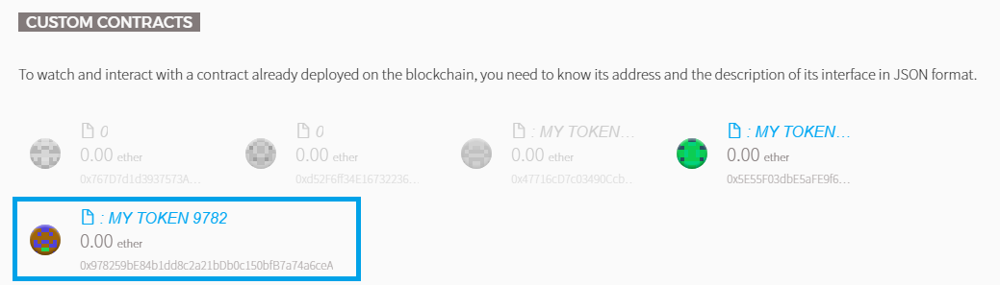 CUSTOM CONTRACTS
To watch and interact with a contract already deployed on the blockchain, you need to know its address and the description of its interface in JSON format.
0
0.00 ether
0x767D7d1d3937573A...
0
0.00 ether
0xd52F6ff34E16732236...
: MY TOKEN...
0.00 ether
0x47716cD7c03490Ccb...
: MY TOKEN...
0.00 ether
0x5E55F03dbE5aFE9f6...
: MY TOKEN 9782
0.00 ether
0x978259bE84b1dd8c2a21bDb0c150bfB7a74a6ceA